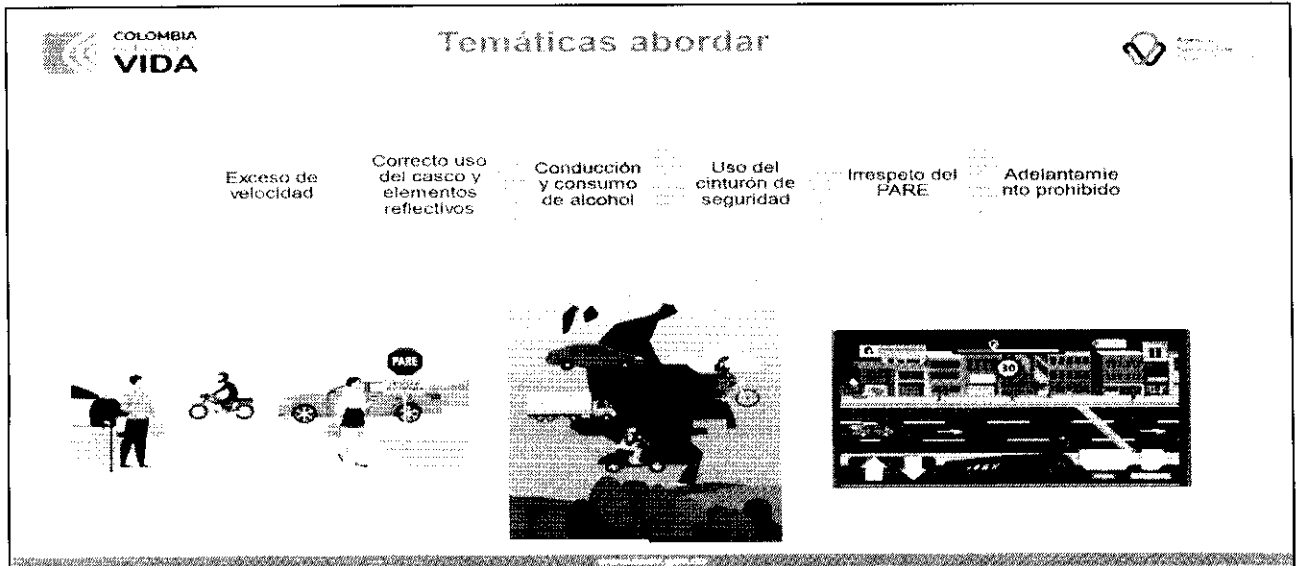 COLOMBIA
VIDA
Temáticas abordar
Exceso de
velocidad
Correcto uso
del casco y
elementos
reflectivos
Conducción
y consumo
de alcohol
Uso del
cinturón de
seguridad
Irrespeto del
PARE
Adelantamie
nto prohibido
PARE
30